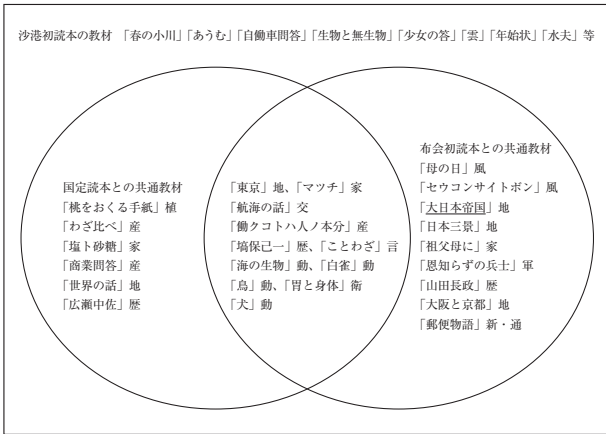 沙港初読本の教材 「春の小川」「あうむ」「自働車問答」「生物と無生物」「少女の答」「雲」「年始状」「水夫」等
国定読本との共通教材
「桃をおくる手紙」植
「わざ比べ」産
「塩ト砂糖」家
「商業問答」産
「世界の話」地
「広瀬中佐」歴
「東京」地、「マツチ」家
「航海の話」交
「働クコトハ人ノ本分」産
「塙保己一」歴、「ことわざ」言
「海の生物」動、「白雀」動
「鳥」動、「胃と身体」衛
「犬」動
布会初読本との共通教材
「母の日」風
「セウコンサイトボン」風
「大日本帝国」地
「日本三景」地
「祖父母に」家
「恩知らずの兵士」軍
「山田長政」歴
「大阪と京都」地
「郵便物語」新・通